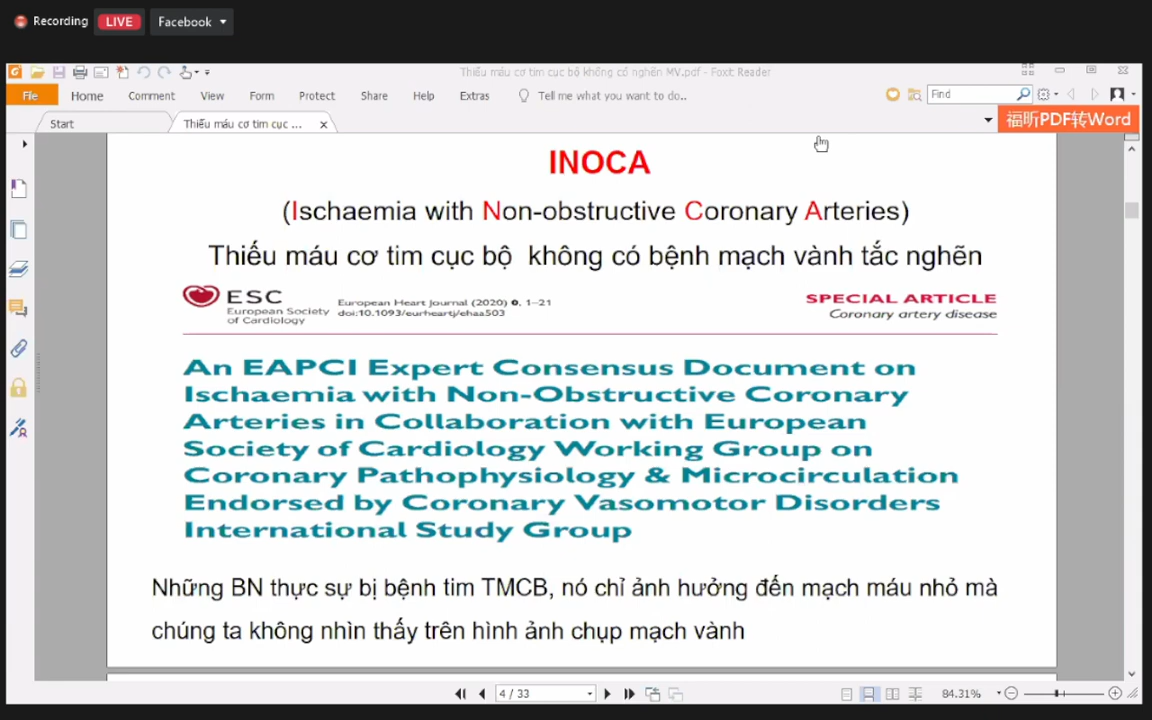 Recording LIVE Facebook
Thiếu máu cơ tim cục bộ không có nghẽn MV.pdf - Foxit Reader
File Home Comment View Form Protect Share Help Extras Tell me what you want to do.. Find
Start Thiếu máu cơ tim cục ... 福昕PDF转Word
INOCA
(Ischaemia with Non-obstructive Coronary Arteries)
Thiếu máu cơ tim cục bộ không có bệnh mạch vành tắc nghẽn
ESC
European Society
of Cardiology
European Heart Journal (2020) 0, 1–21
doi:10.1093/eurheartj/ehaa503
SPECIAL ARTICLE
Coronary artery disease
An EAPCI Expert Consensus Document on
Ischaemia with Non-Obstructive Coronary
Arteries in Collaboration with European
Society of Cardiology Working Group on
Coronary Pathophysiology & Microcirculation
Endorsed by Coronary Vasomotor Disorders
International Study Group
Những BN thực sự bị bệnh tim TMCB, nó chỉ ảnh hưởng đến mạch máu nhỏ mà
chúng ta không nhìn thấy trên hình ảnh chụp mạch vành
4 / 33 84.31%